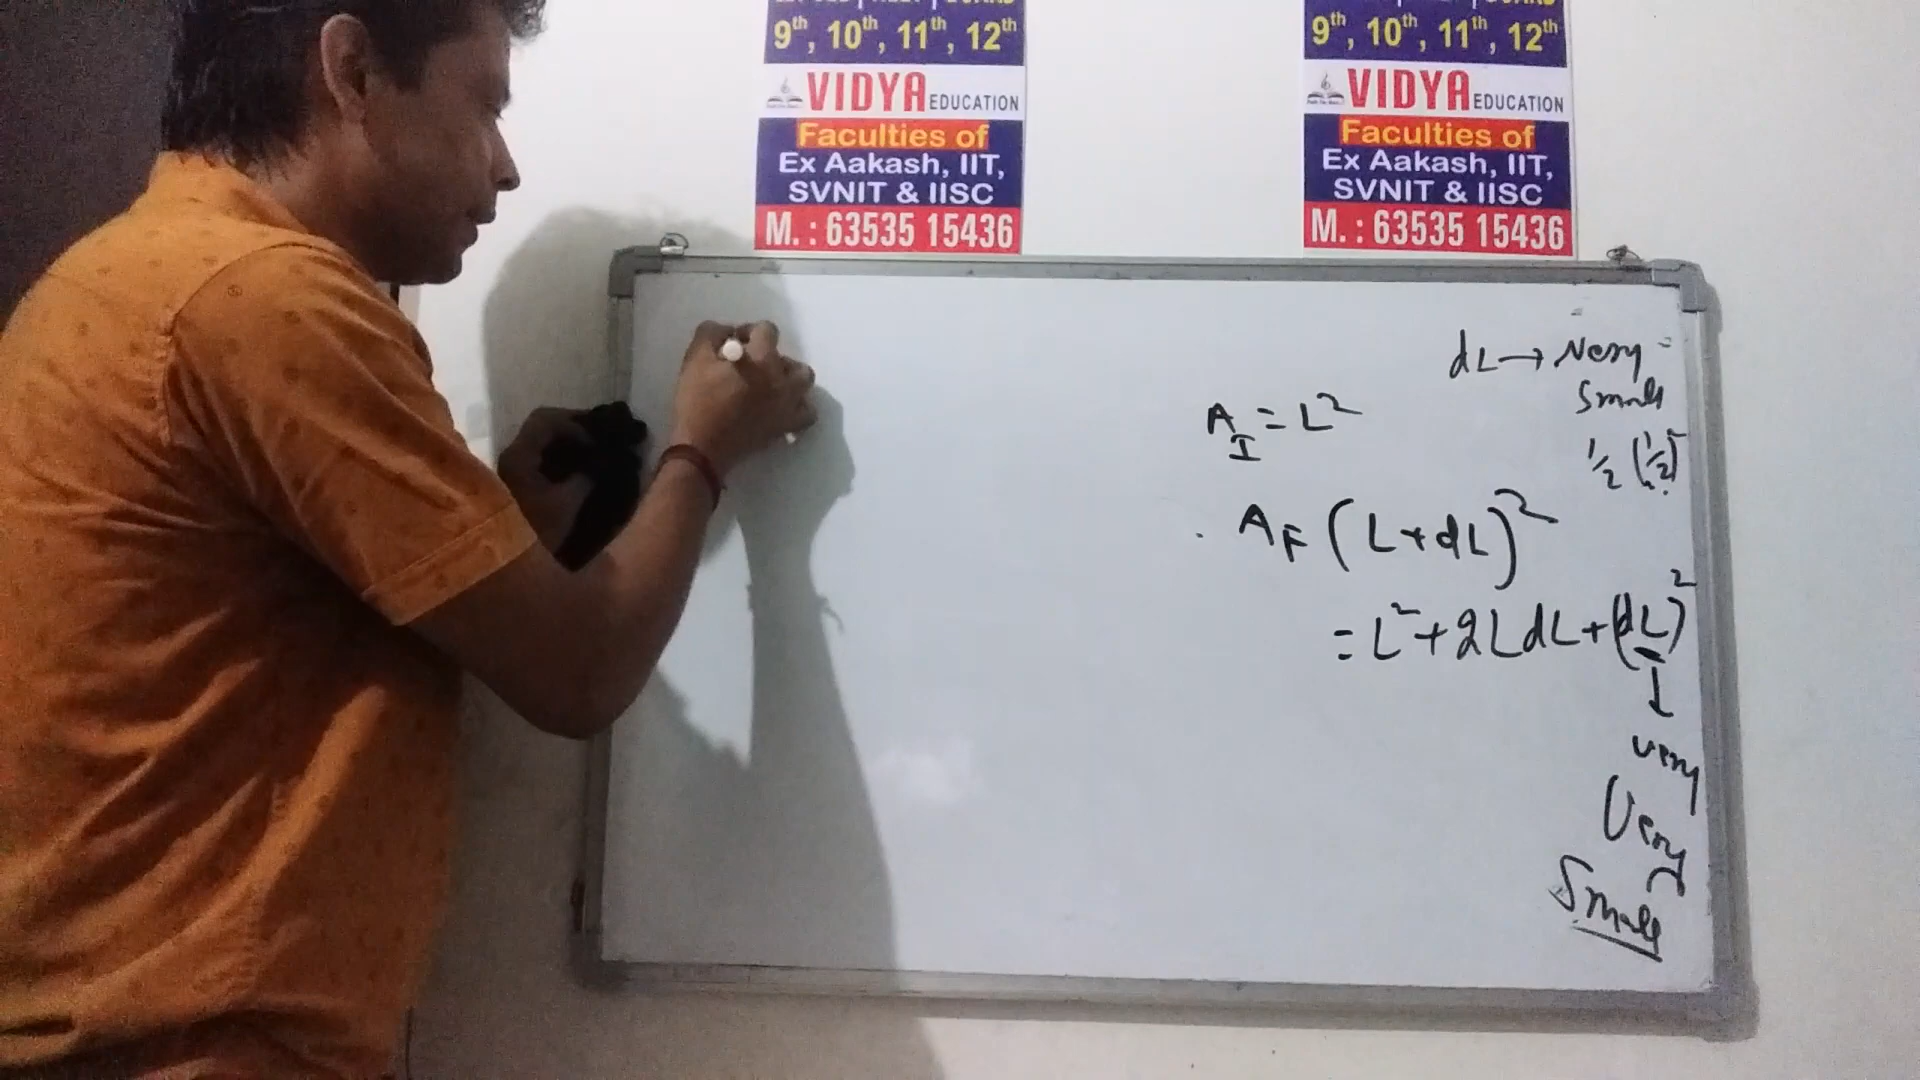 9th, 10th, 11th, 12th
VIDYA EDUCATION
Faculties of
Ex Aakash, IIT,
SVNIT & IISC
M. : 63535 15436
9th, 10th, 11th, 12th
VIDYA EDUCATION
Faculties of
Ex Aakash, IIT,
SVNIT & IISC
M. : 63535 15436
dL → Very
Small
A_I = L²
1/2 (1/2)²
A_F (L+dL)²
= L² + 2LdL + (dL)²
↓
very
Very
Small